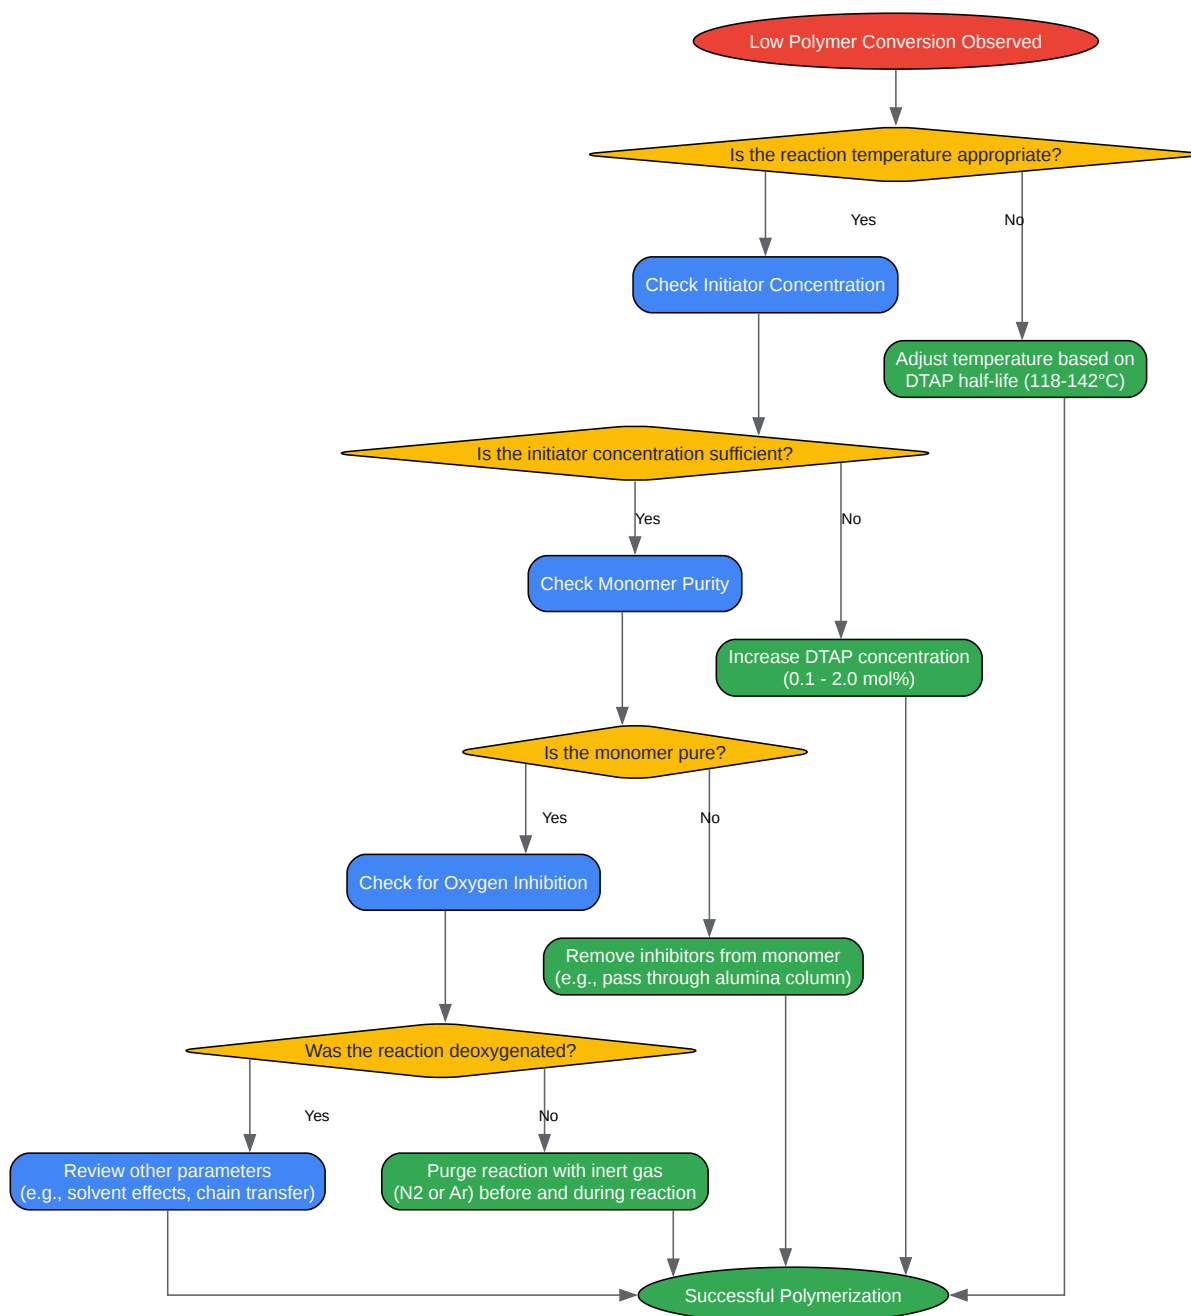 Low Polymer Conversion Observed
Is the reaction temperature appropriate?
Yes
No
Check Initiator Concentration
Adjust temperature based on
DTAP half-life (118-142°C)
Is the initiator concentration sufficient?
Yes
No
Check Monomer Purity
Increase DTAP concentration
(0.1 - 2.0 mol%)
Is the monomer pure?
Yes
No
Check for Oxygen Inhibition
Remove inhibitors from monomer
(e.g., pass through alumina column)
Was the reaction deoxygenated?
Yes
No
Review other parameters
(e.g., solvent effects, chain transfer)
Purge reaction with inert gas
(N2 or Ar) before and during reaction
Successful Polymerization